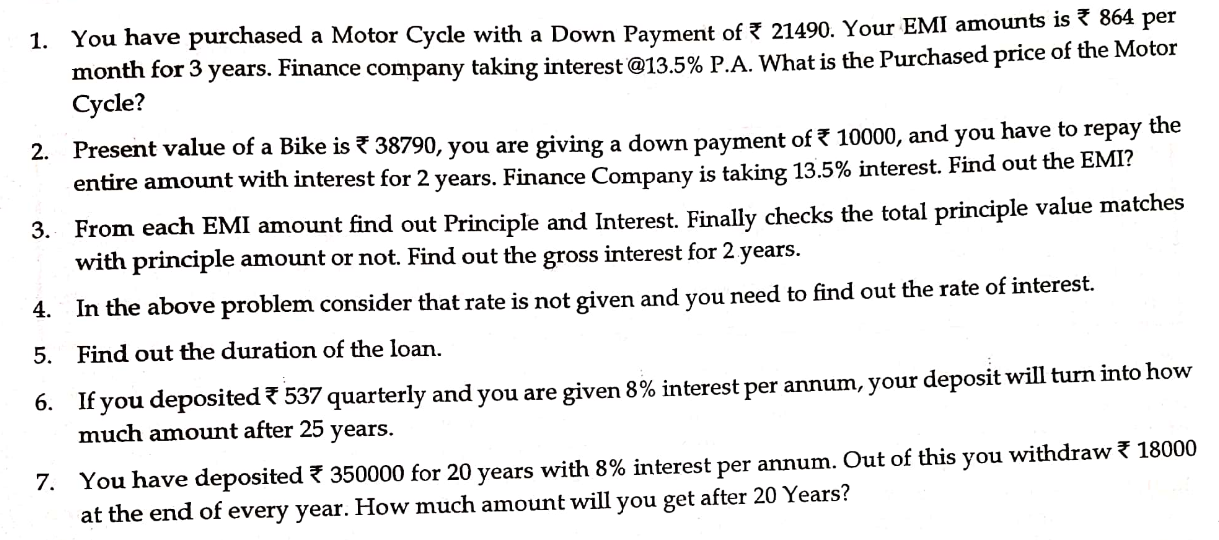 1. You have purchased a Motor Cycle with a Down Payment of ₹ 21490. Your EMI amounts is ₹ 864 per
month for 3 years. Finance company taking interest @13.5% P.A. What is the Purchased price of the Motor
Cycle?
2. Present value of a Bike is ₹ 38790, you are giving a down payment of ₹ 10000, and you have to repay the
entire amount with interest for 2 years. Finance Company is taking 13.5% interest. Find out the EMI?
3. From each EMI amount find out Principle and Interest. Finally checks the total principle value matches
with principle amount or not. Find out the gross interest for 2 years.
4. In the above problem consider that rate is not given and you need to find out the rate of interest.
5. Find out the duration of the loan.
6. If you deposited ₹ 537 quarterly and you are given 8% interest per annum, your deposit will turn into how
much amount after 25 years.
7. You have deposited ₹ 350000 for 20 years with 8% interest per annum. Out of this you withdraw ₹ 18000
at the end of every year. How much amount will you get after 20 Years?